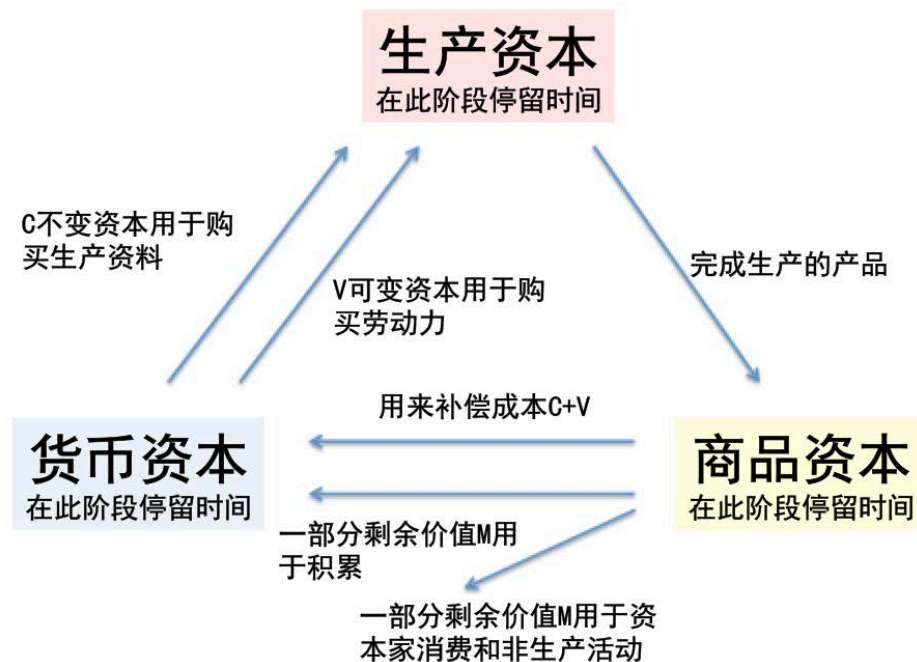 生产资本
在此阶段停留时间
C不变资本用于购
买生产资料
V可变资本用于购
买劳动力
完成生产的产品
用来补偿成本C+V
货币资本
在此阶段停留时间
商品资本
在此阶段停留时间
一部分剩余价值M用
于积累
一部分剩余价值M用于资
本家消费和非生产活动